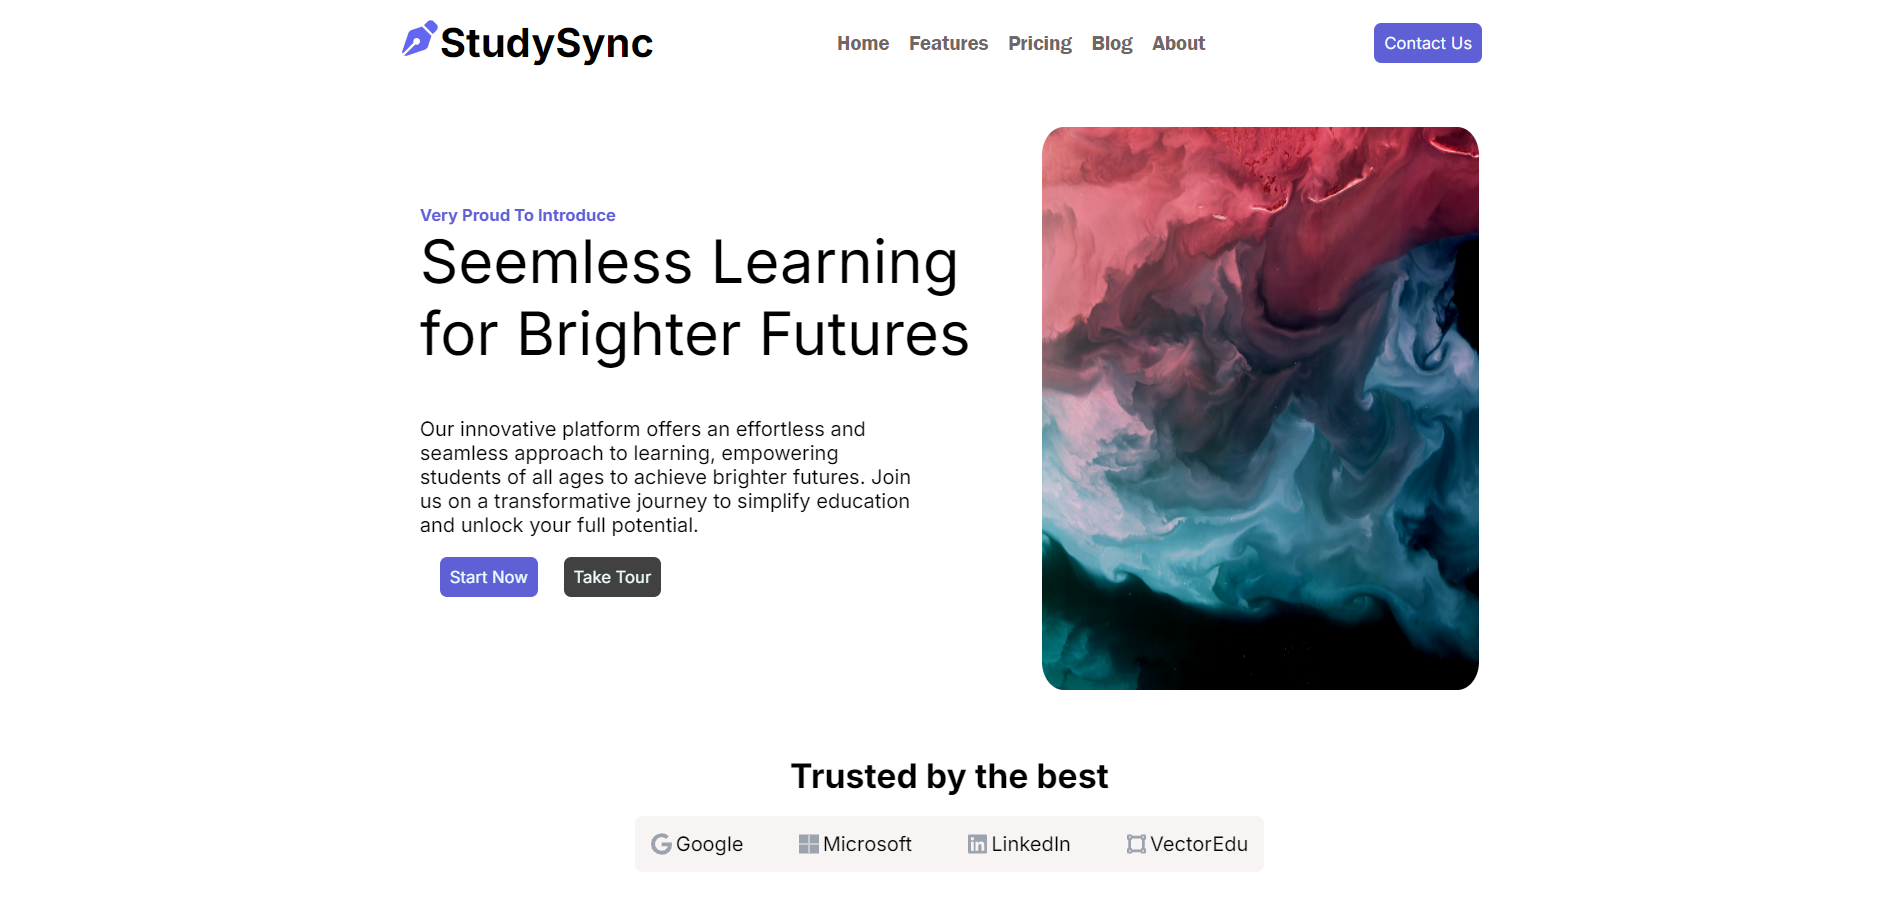 StudySync
Home Features Pricing Blog About
Contact Us
Very Proud To Introduce
Seemless Learning
for Brighter Futures
Our innovative platform offers an effortless and
seamless approach to learning, empowering
students of all ages to achieve brighter futures. Join
us on a transformative journey to simplify education
and unlock your full potential.
Start Now Take Tour
Trusted by the best
Google Microsoft LinkedIn VectorEdu